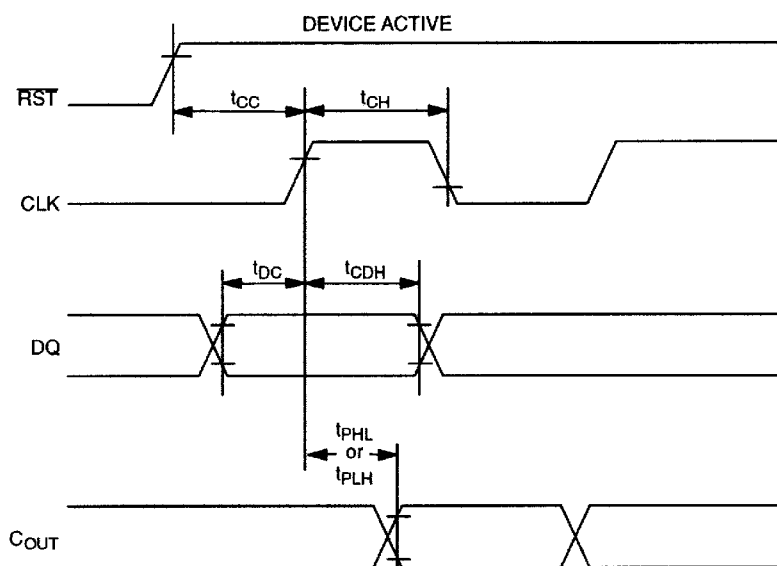 DEVICE ACTIVE
RST
tCC
tCH
CLK
tDC
tCDH
DQ
tPHL
or
tPLH
COUT